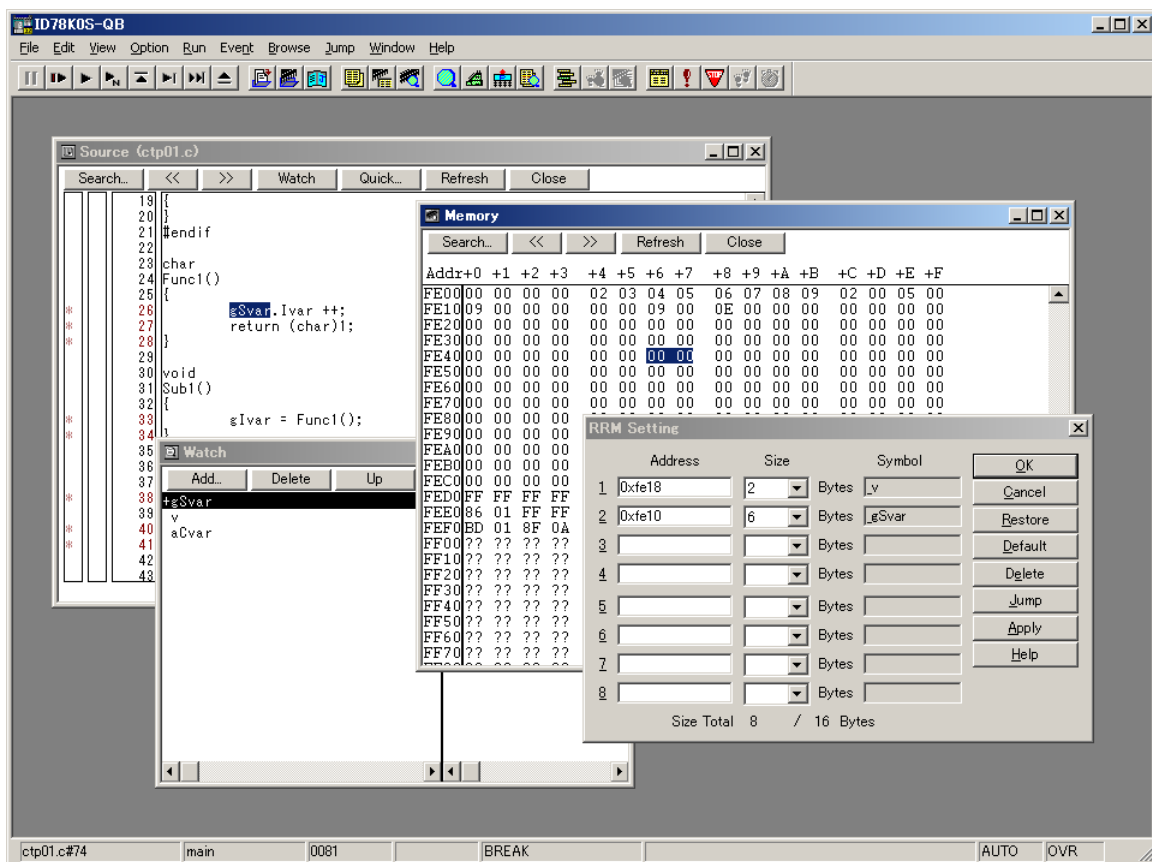 ID78K0S-QB
File Edit View Option Run Event Browse Jump Window Help
Source (ctp01.c)
Search... << >> Watch Quick... Refresh Close
19 {
20 }
21 #endif
22
23 char
24 Func1()
25 {
* 26 gSvar.Ivar ++;
* 27 return (char)1;
* 28 }
29
30 void
31 Sub1()
32 {
* 33 gIvar = Func1();
* 34 }
35
36
37
* 38
39
* 40
* 41
42
43
Memory
Search... << >> Refresh Close
Addr +0 +1 +2 +3 +4 +5 +6 +7 +8 +9 +A +B +C +D +E +F
FE00 00 00 00 00 02 03 04 05 06 07 08 09 02 00 05 00
FE10 09 00 00 00 00 00 09 00 0E 00 00 00 00 00 00 00
FE20 00 00 00 00 00 00 00 00 00 00 00 00 00 00 00 00
FE30 00 00 00 00 00 00 00 00 00 00 00 00 00 00 00 00
FE40 00 00 00 00 00 00 00 00 00 00 00 00 00 00 00 00
FE50 00 00 00 00 00 00 00 00 00 00 00 00 00 00 00 00
FE60 00 00 00 00 00 00 00 00 00 00 00 00 00 00 00 00
FE70 00 00 00 00 00 00 00 00 00 00 00 00 00 00 00 00
FE80 00 00 00 00 00 00 00 00 00 00 00 00 00 00 00 00
FE90 00 00 00 00
FEA0 00 00 00 00
FEB0 00 00 00 00
FEC0 00 00 00 00
FED0 FF FF FF FF
FEE0 86 01 FF FF
FEF0 BD 01 8F 0A
FF00 ?? ?? ?? ??
FF10 ?? ?? ?? ??
FF20 ?? ?? ?? ??
FF30 ?? ?? ?? ??
FF40 ?? ?? ?? ??
FF50 ?? ?? ?? ??
FF60 ?? ?? ?? ??
FF70 ?? ?? ?? ??
Watch
Add... Delete Up
+gSvar
v
aCvar
RRM Setting
Address Size Symbol
1 0xfe18 2 Bytes _v
2 0xfe10 6 Bytes _gSvar
3 Bytes
4 Bytes
5 Bytes
6 Bytes
7 Bytes
8 Bytes
Size Total 8 / 16 Bytes
OK
Cancel
Restore
Default
Delete
Jump
Apply
Help
ctp01.c#74 main 0081 BREAK AUTO OVR